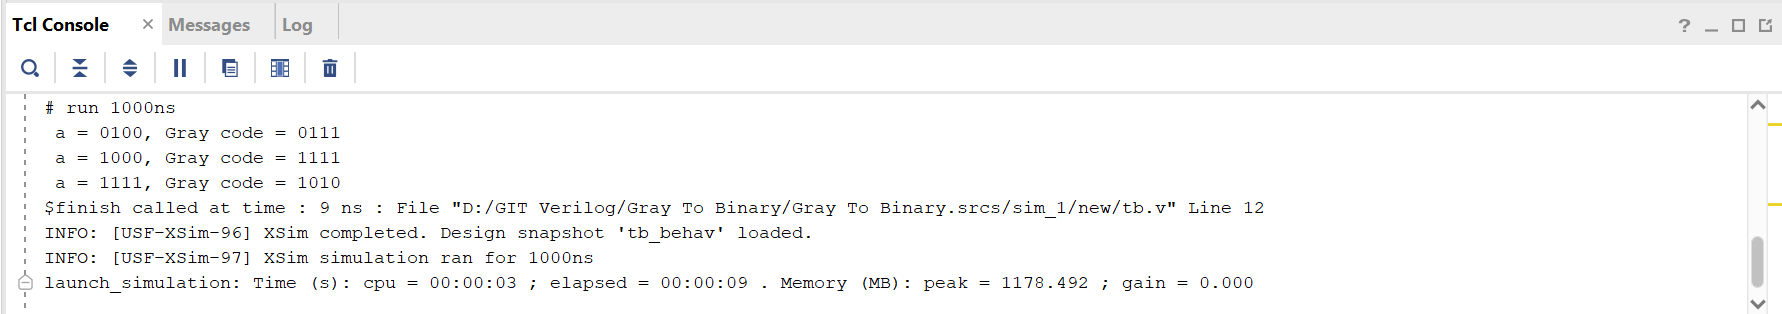 Tcl Console × Messages Log
? _
# run 1000ns
a = 0100, Gray code = 0111
a = 1000, Gray code = 1111
a = 1111, Gray code = 1010
$finish called at time : 9 ns : File "D:/GIT Verilog/Gray To Binary/Gray To Binary.srcs/sim_1/new/tb.v" Line 12
INFO: [USF-XSim-96] XSim completed. Design snapshot 'tb_behav' loaded.
INFO: [USF-XSim-97] XSim simulation ran for 1000ns
launch_simulation: Time (s): cpu = 00:00:03 ; elapsed = 00:00:09 . Memory (MB): peak = 1178.492 ; gain = 0.000